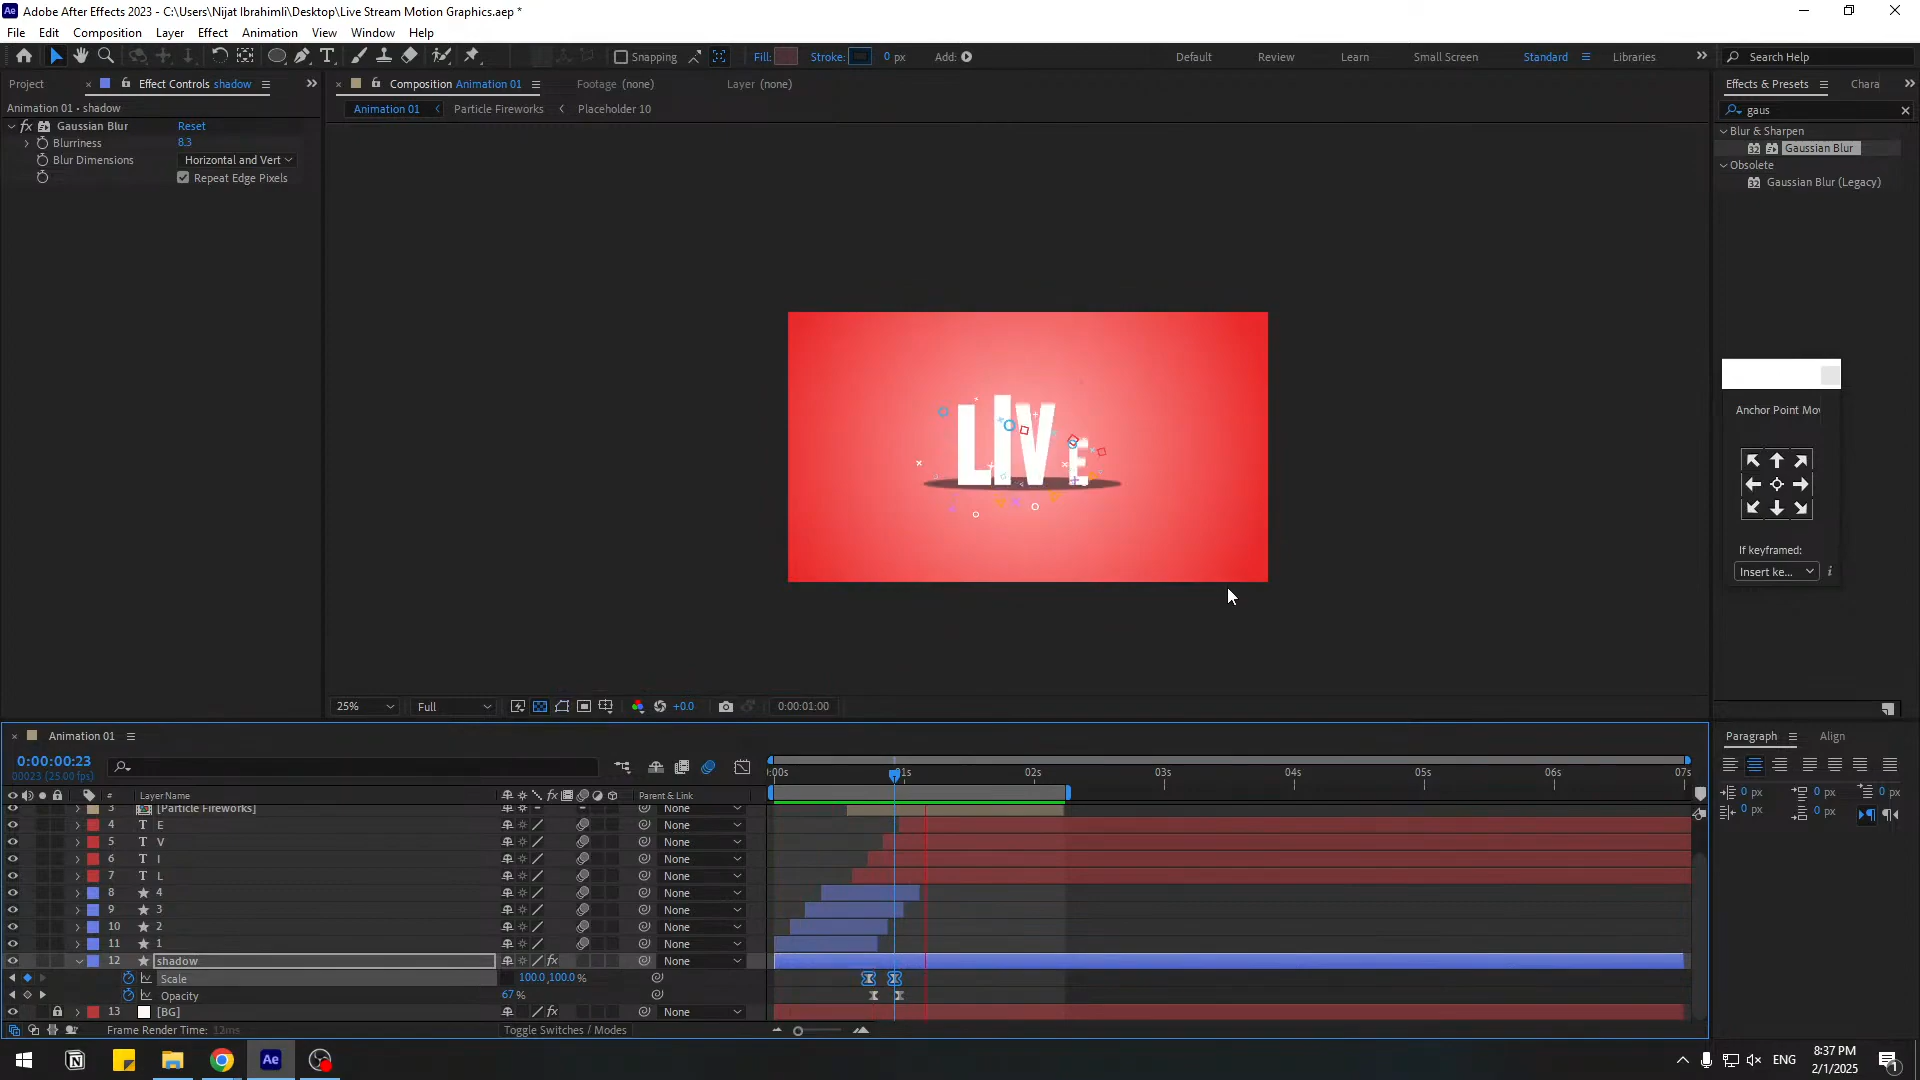 Adobe After Effects 2023 - C:\Users\Nijat Ibrahimli\Desktop\Live Stream Motion Graphics.aep *
File Edit Composition Layer Effect Animation View Window Help
Snapping Fill: Stroke: 0 px Add: Default Review Learn Small Screen Standard Libraries Search Help
Project Effect Controls shadow Composition Animation 01 Footage (none) Layer (none) Effects & Presets Chara
Animation 01 • shadow Animation 01 Particle Fireworks Placeholder 10 gaus
fx Gaussian Blur Reset
Blurriness 8.3
Blur Dimensions Horizontal and Vert
Repeat Edge Pixels
Blur & Sharpen
Gaussian Blur
Obsolete
Gaussian Blur (Legacy)
LIVE
Anchor Point Mov
If keyframed:
Insert ke...
25% Full +0.0 0:00:01:00
Animation 01
0:00:00:23
00023 (25.00 fps)
:00s 01s 02s 03s 04s 05s 06s 07s
# Layer Name fx Parent & Link
3 [Particle Fireworks] None
4 T E None
5 T V None
6 T I None
7 T L None
8 4 None
9 3 None
10 2 None
11 1 None
12 shadow fx None
Scale 100.0,100.0 %
Opacity 67 %
13 [BG] fx None
Frame Render Time: 12ms Toggle Switches / Modes
Paragraph Align
0 px 0 px 0 px
0 px 0 px
Ae ENG 8:37 PM
2/1/2025 1